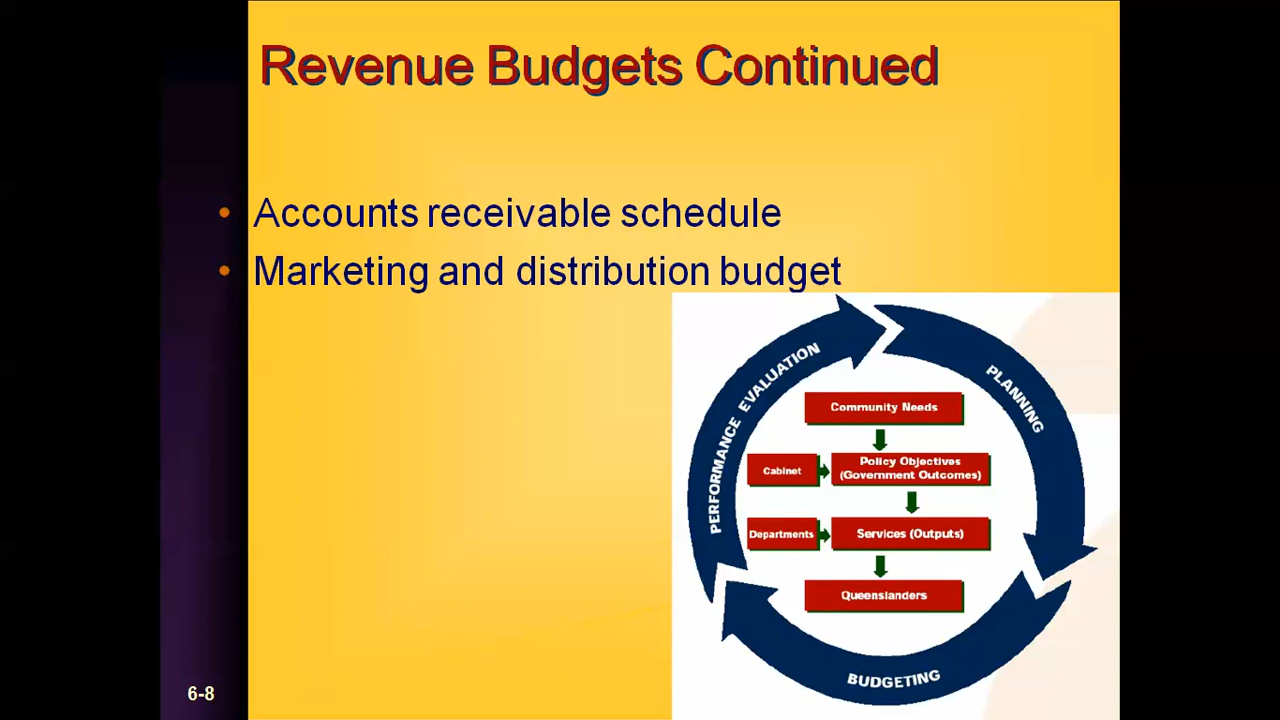 Revenue Budgets Continued
• Accounts receivable schedule
• Marketing and distribution budget
PERFORMANCE EVALUATION
PLANNING
Community Needs
Cabinet
Policy Objectives
(Government Outcomes)
Departments
Services (Outputs)
Queenslanders
BUDGETING
6-8